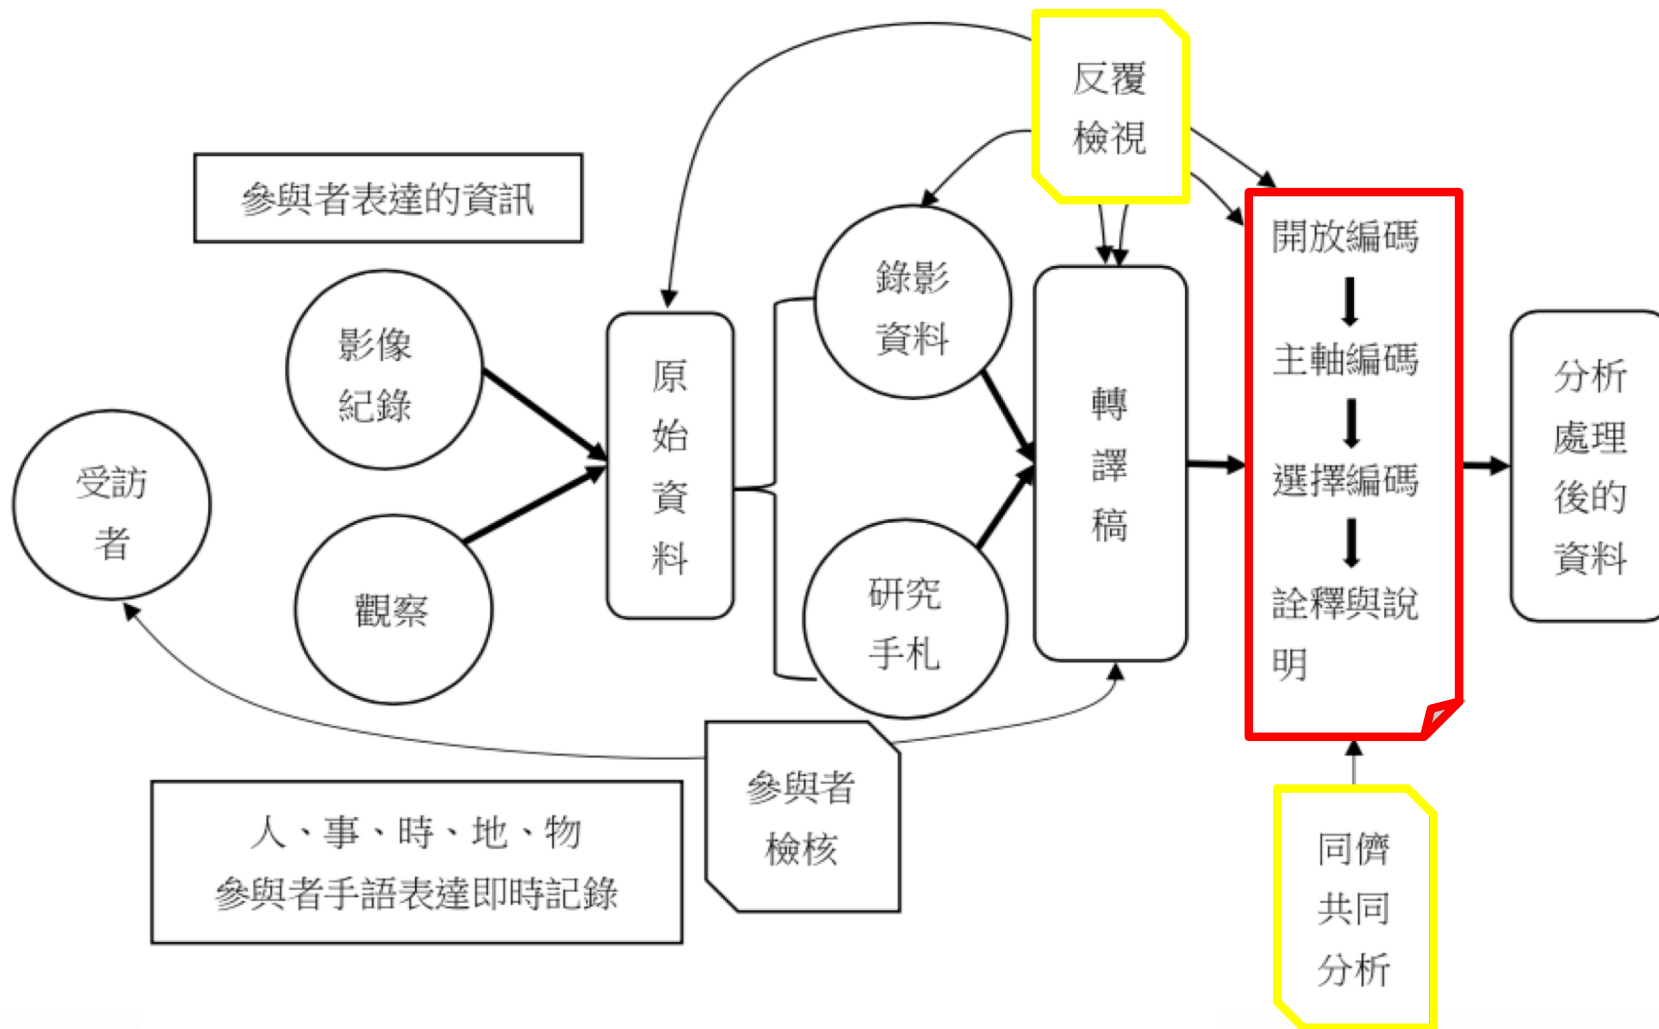 反覆
檢視
參與者表達的資訊
影像
紀錄
受訪
者
觀察
原
始
資
料
錄影
資料
研究
手札
轉
譯
稿
開放編碼
主軸編碼
選擇編碼
詮釋與說
明
分析
處理
後的
資料
人、事、時、地、物
參與者手語表達即時記錄
參與者
檢核
同儕
共同
分析